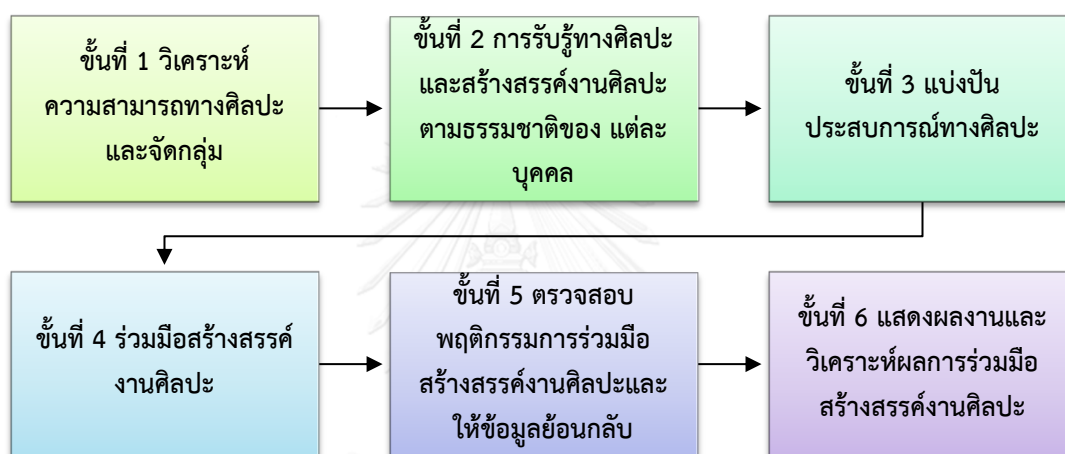 ขั้นที่ 1 วิเคราะห์
ความสามารถทางศิลปะ
และจัดกลุ่ม
ขั้นที่ 2 การรับรู้ทางศิลปะ
และสร้างสรรค์งานศิลปะ
ตามธรรมชาติของ แต่ละ
บุคคล
ขั้นที่ 3 แบ่งปัน
ประสบการณ์ทางศิลปะ
ขั้นที่ 4 ร่วมมือสร้างสรรค์
งานศิลปะ
ขั้นที่ 5 ตรวจสอบ
พฤติกรรมการร่วมมือ
สร้างสรรค์งานศิลปะและ
ให้ข้อมูลย้อนกลับ
ขั้นที่ 6 แสดงผลงานและ
วิเคราะห์ผลการร่วมมือ
สร้างสรรค์งานศิลปะ